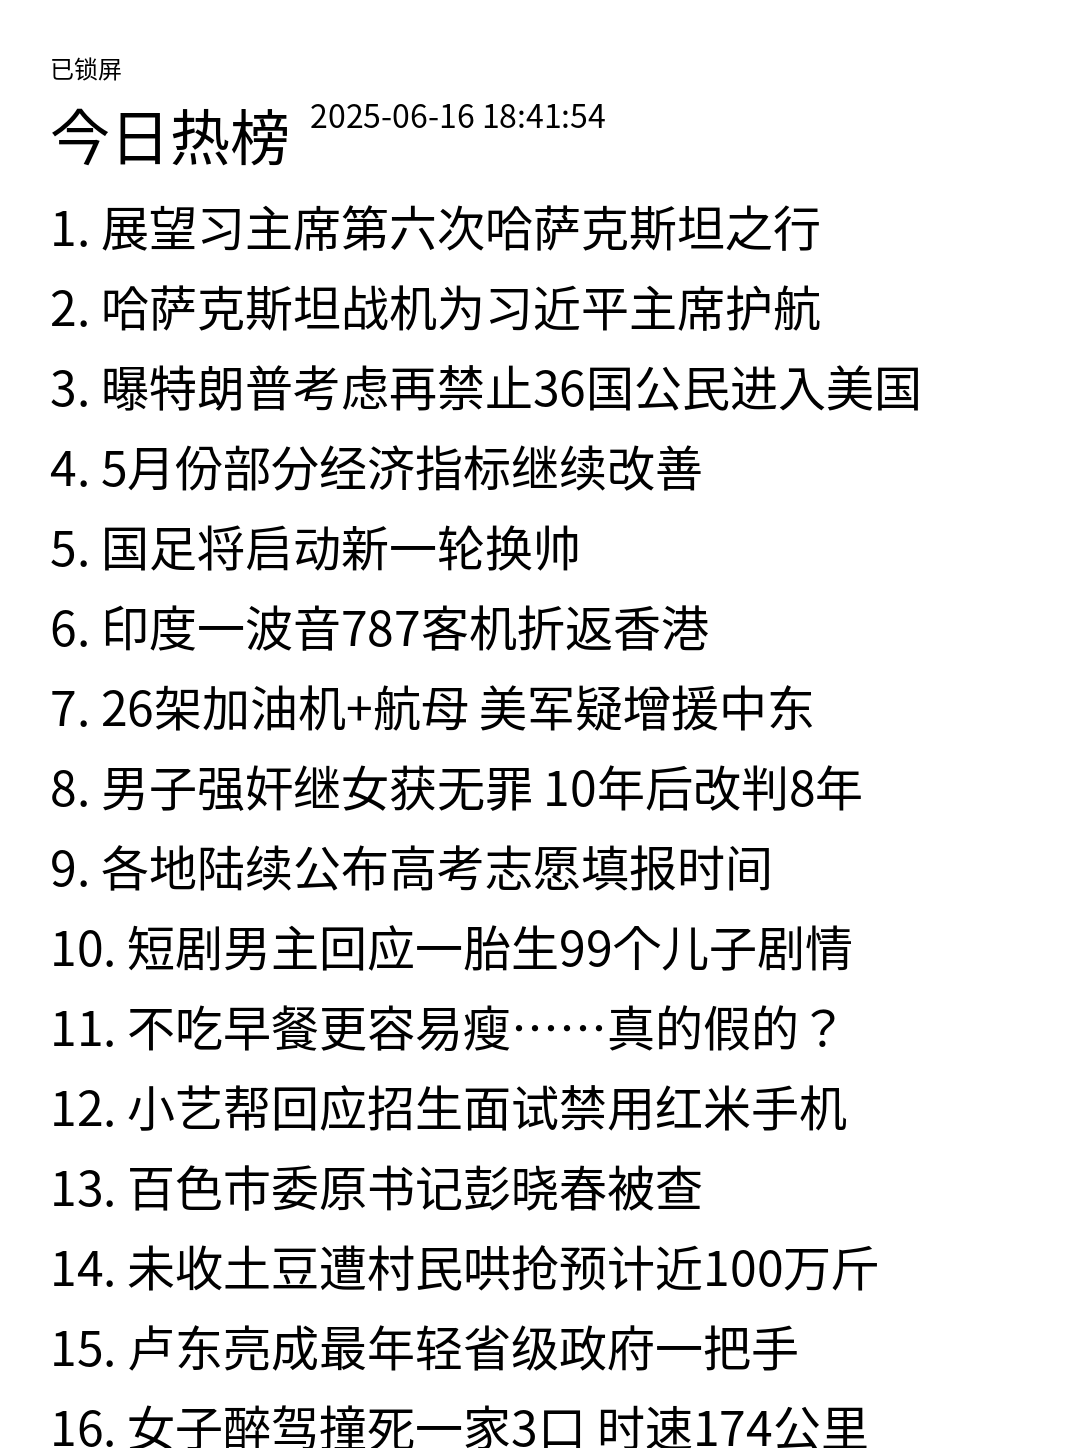 已锁屏
今日热榜 2025-06-16 18:41:54
1. 展望习主席第六次哈萨克斯坦之行
2. 哈萨克斯坦战机为习近平主席护航
3. 曝特朗普考虑再禁止36国公民进入美国
4. 5月份部分经济指标继续改善
5. 国足将启动新一轮换帅
6. 印度一波音787客机折返香港
7. 26架加油机+航母 美军疑增援中东
8. 男子强奸继女获无罪 10年后改判8年
9. 各地陆续公布高考志愿填报时间
10. 短剧男主回应一胎生99个儿子剧情
11. 不吃早餐更容易瘦……真的假的？
12. 小艺帮回应招生面试禁用红米手机
13. 百色市委原书记彭晓春被查
14. 未收土豆遭村民哄抢预计近100万斤
15. 卢东亮成最年轻省级政府一把手
16. 女子醉驾撞死一家3口 时速174公里